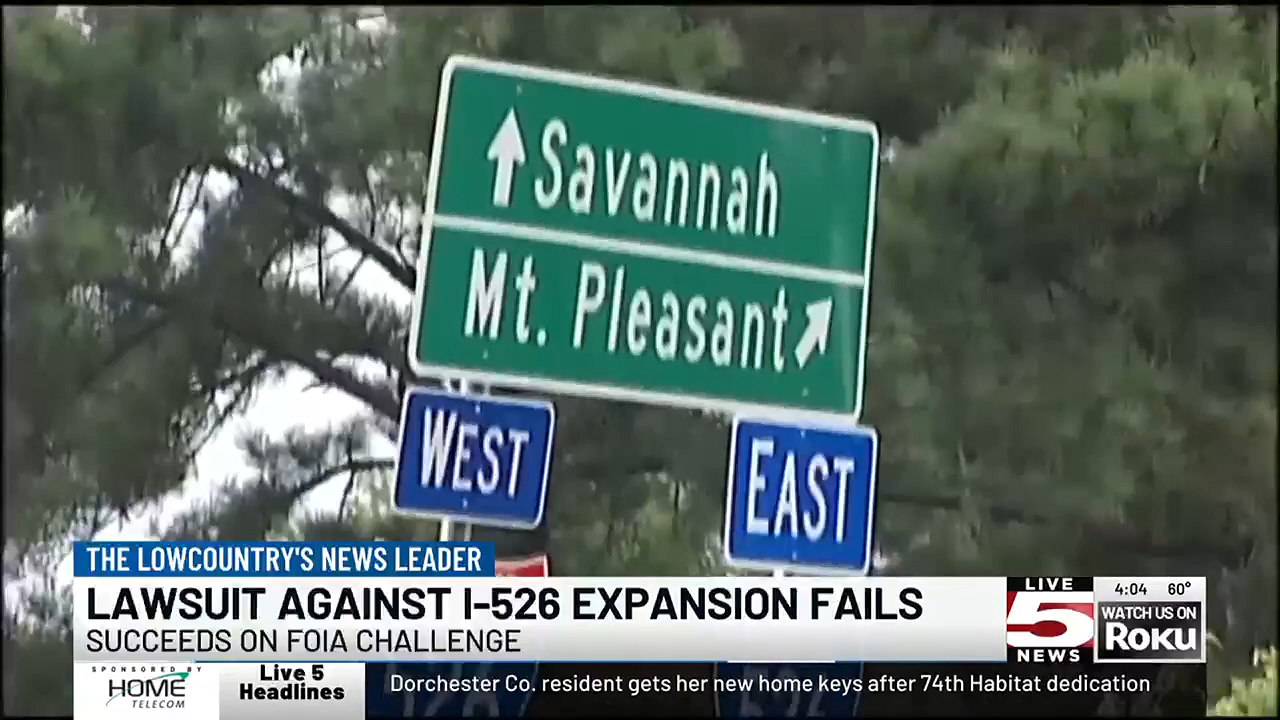 Savannah
Mt. Pleasant
WEST
EAST
THE LOWCOUNTRY'S NEWS LEADER
LAWSUIT AGAINST I-526 EXPANSION FAILS
SUCCEEDS ON FOIA CHALLENGE
LIVE
5
NEWS
4:04 60°
WATCH US ON
Roku
SPONSORED BY
HOME
TELECOM
Live 5
Headlines
Dorchester Co. resident gets her new home keys after 74th Habitat dedication